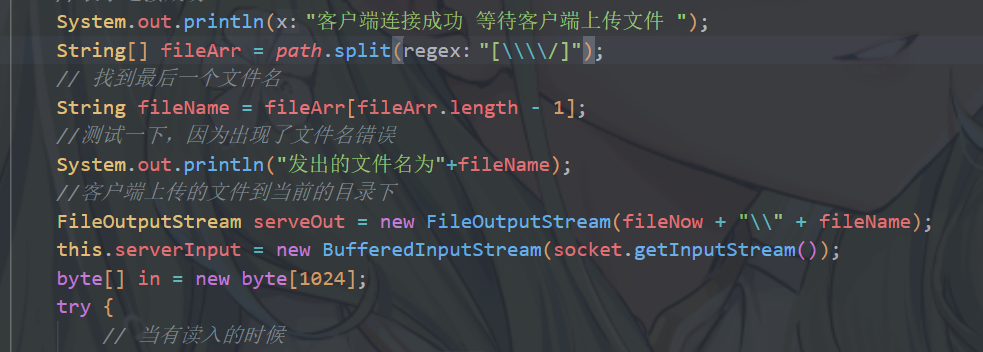 System.out.println(x: "客户端连接成功 等待客户端上传文件 ");
String[] fileArr = path.split(regex: "[\\\\/]");
// 找到最后一个文件名
String fileName = fileArr[fileArr.length - 1];
//测试一下，因为出现了文件名错误
System.out.println("发出的文件名为"+fileName);
//客户端上传的文件到当前的目录下
FileOutputStream serveOut = new FileOutputStream(fileNow + "\\" + fileName);
this.serverInput = new BufferedInputStream(socket.getInputStream());
byte[] in = new byte[1024];
try {
// 当有读入的时候